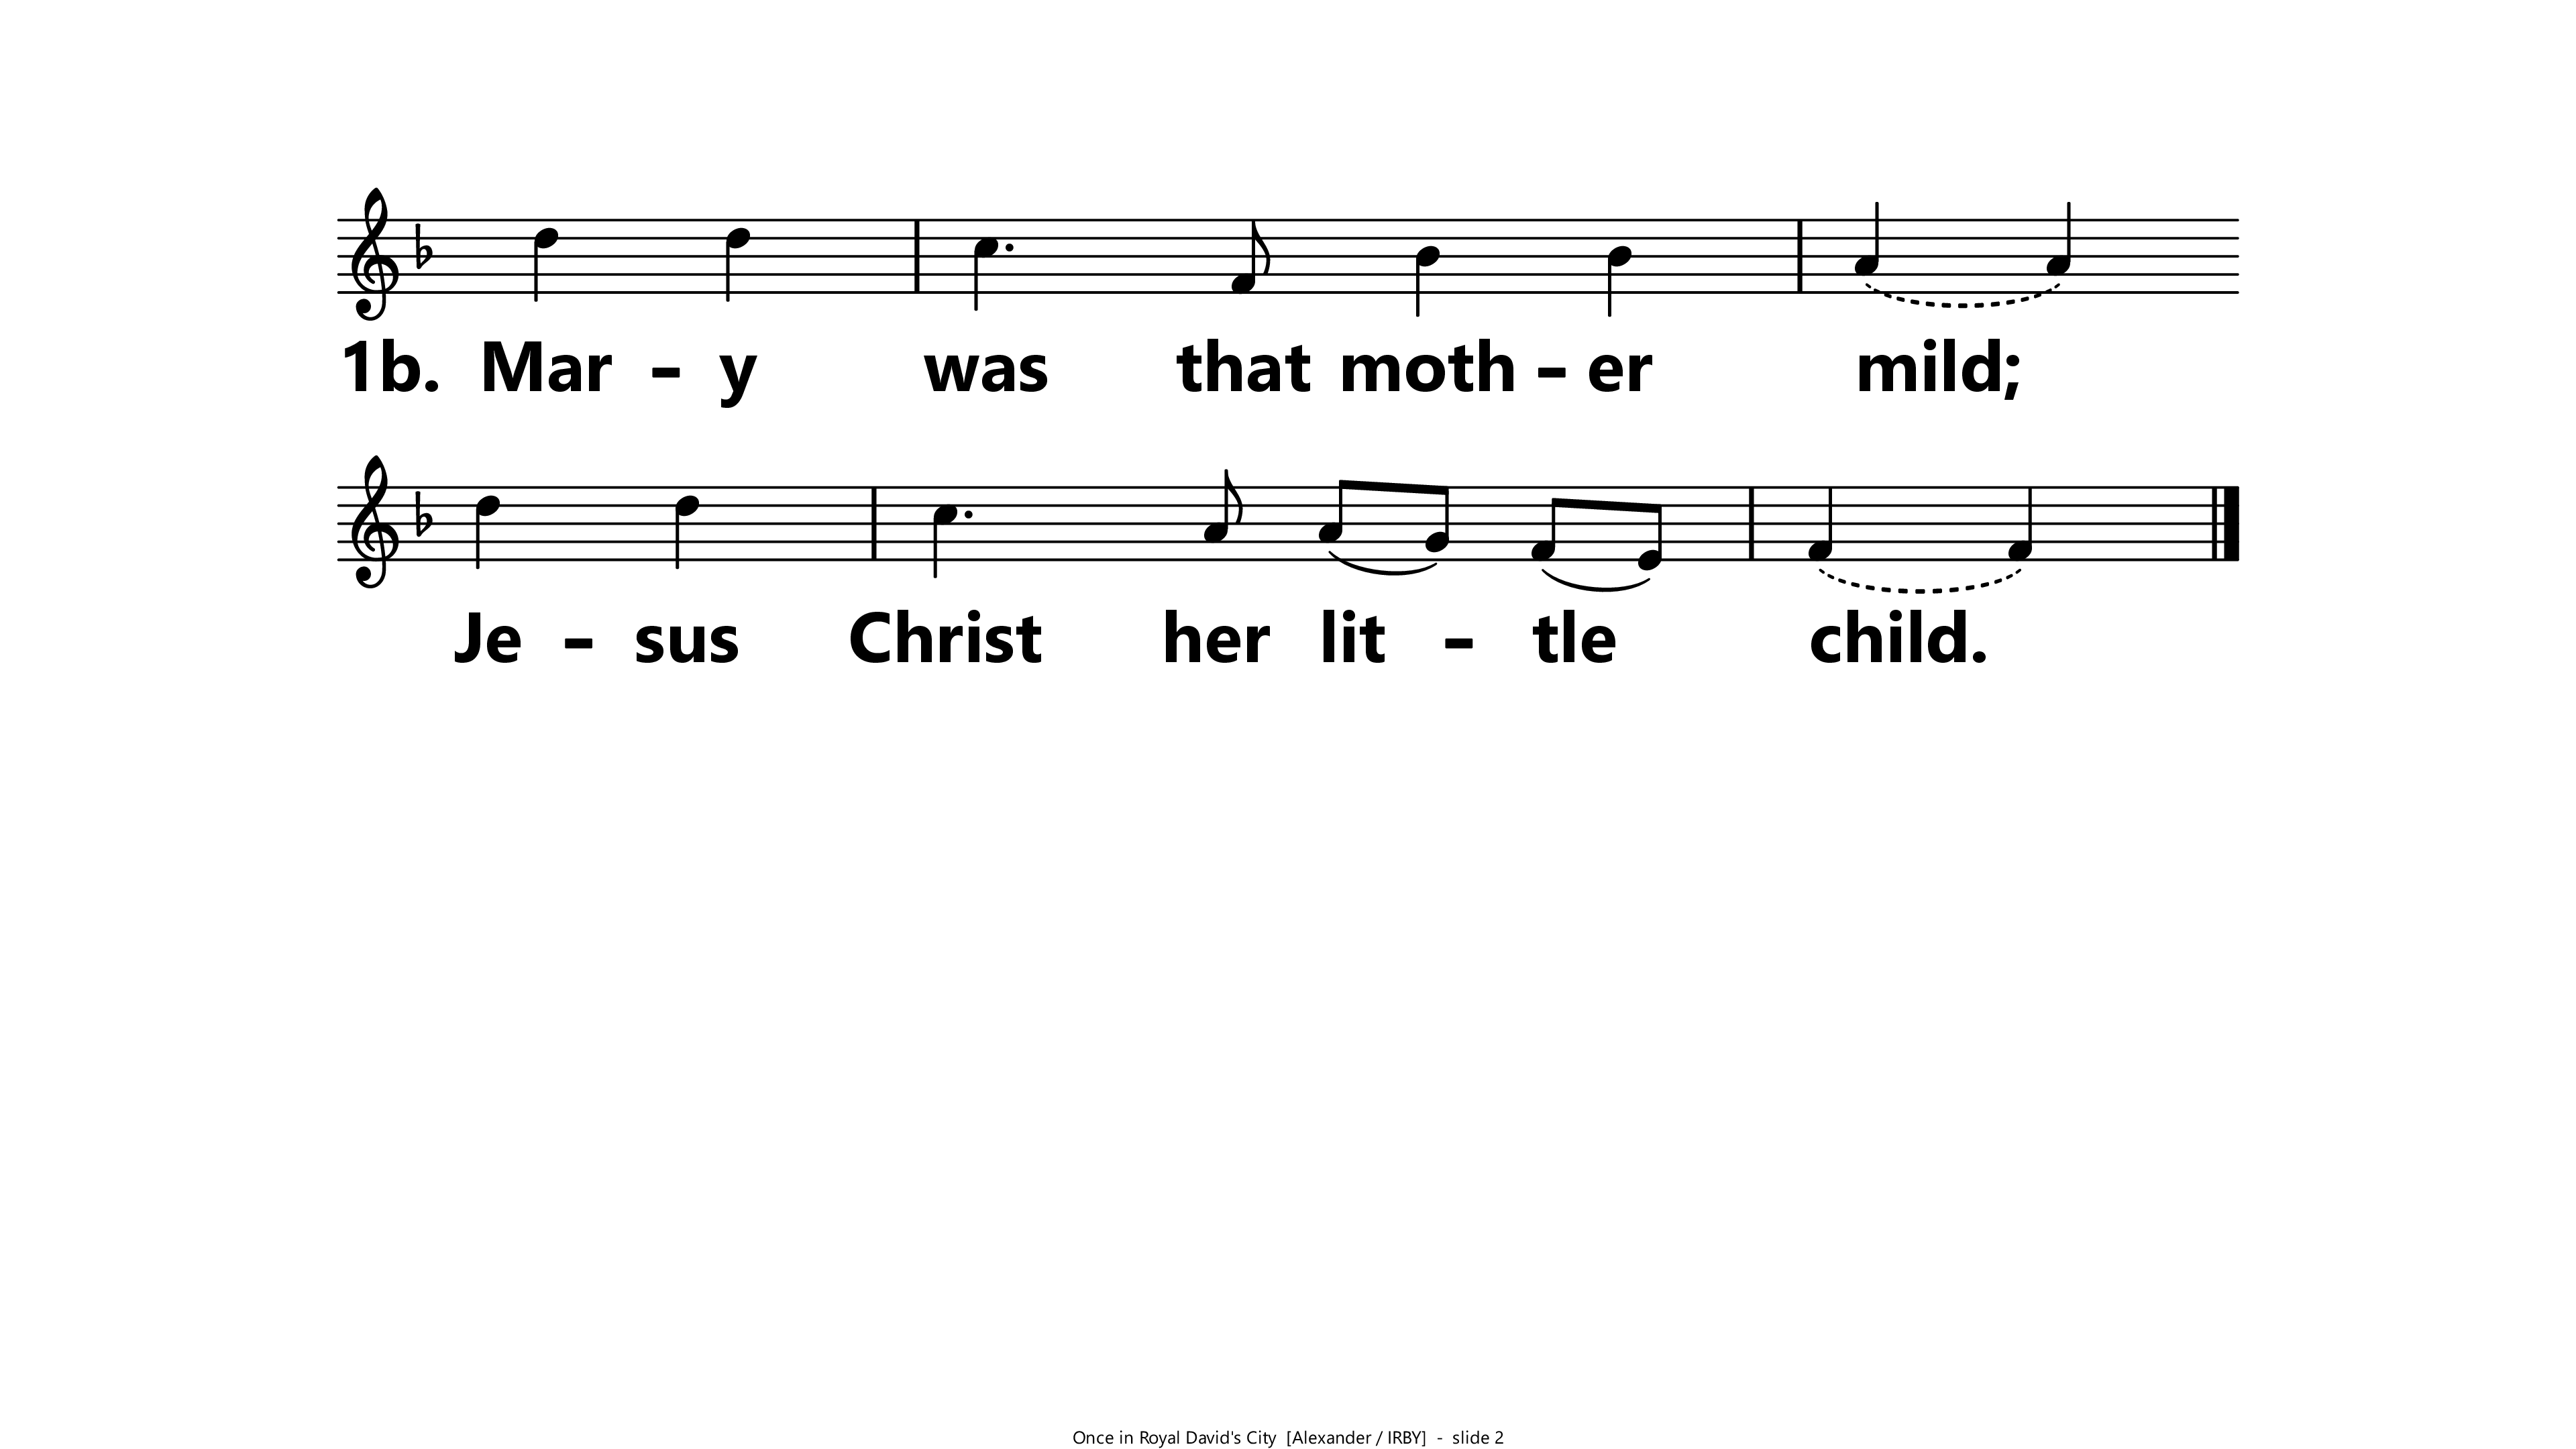 1b. Mar - y was that moth - er mild;
Je - sus Christ her lit - tle child.
Once in Royal David's City [Alexander / IRBY] - slide 2